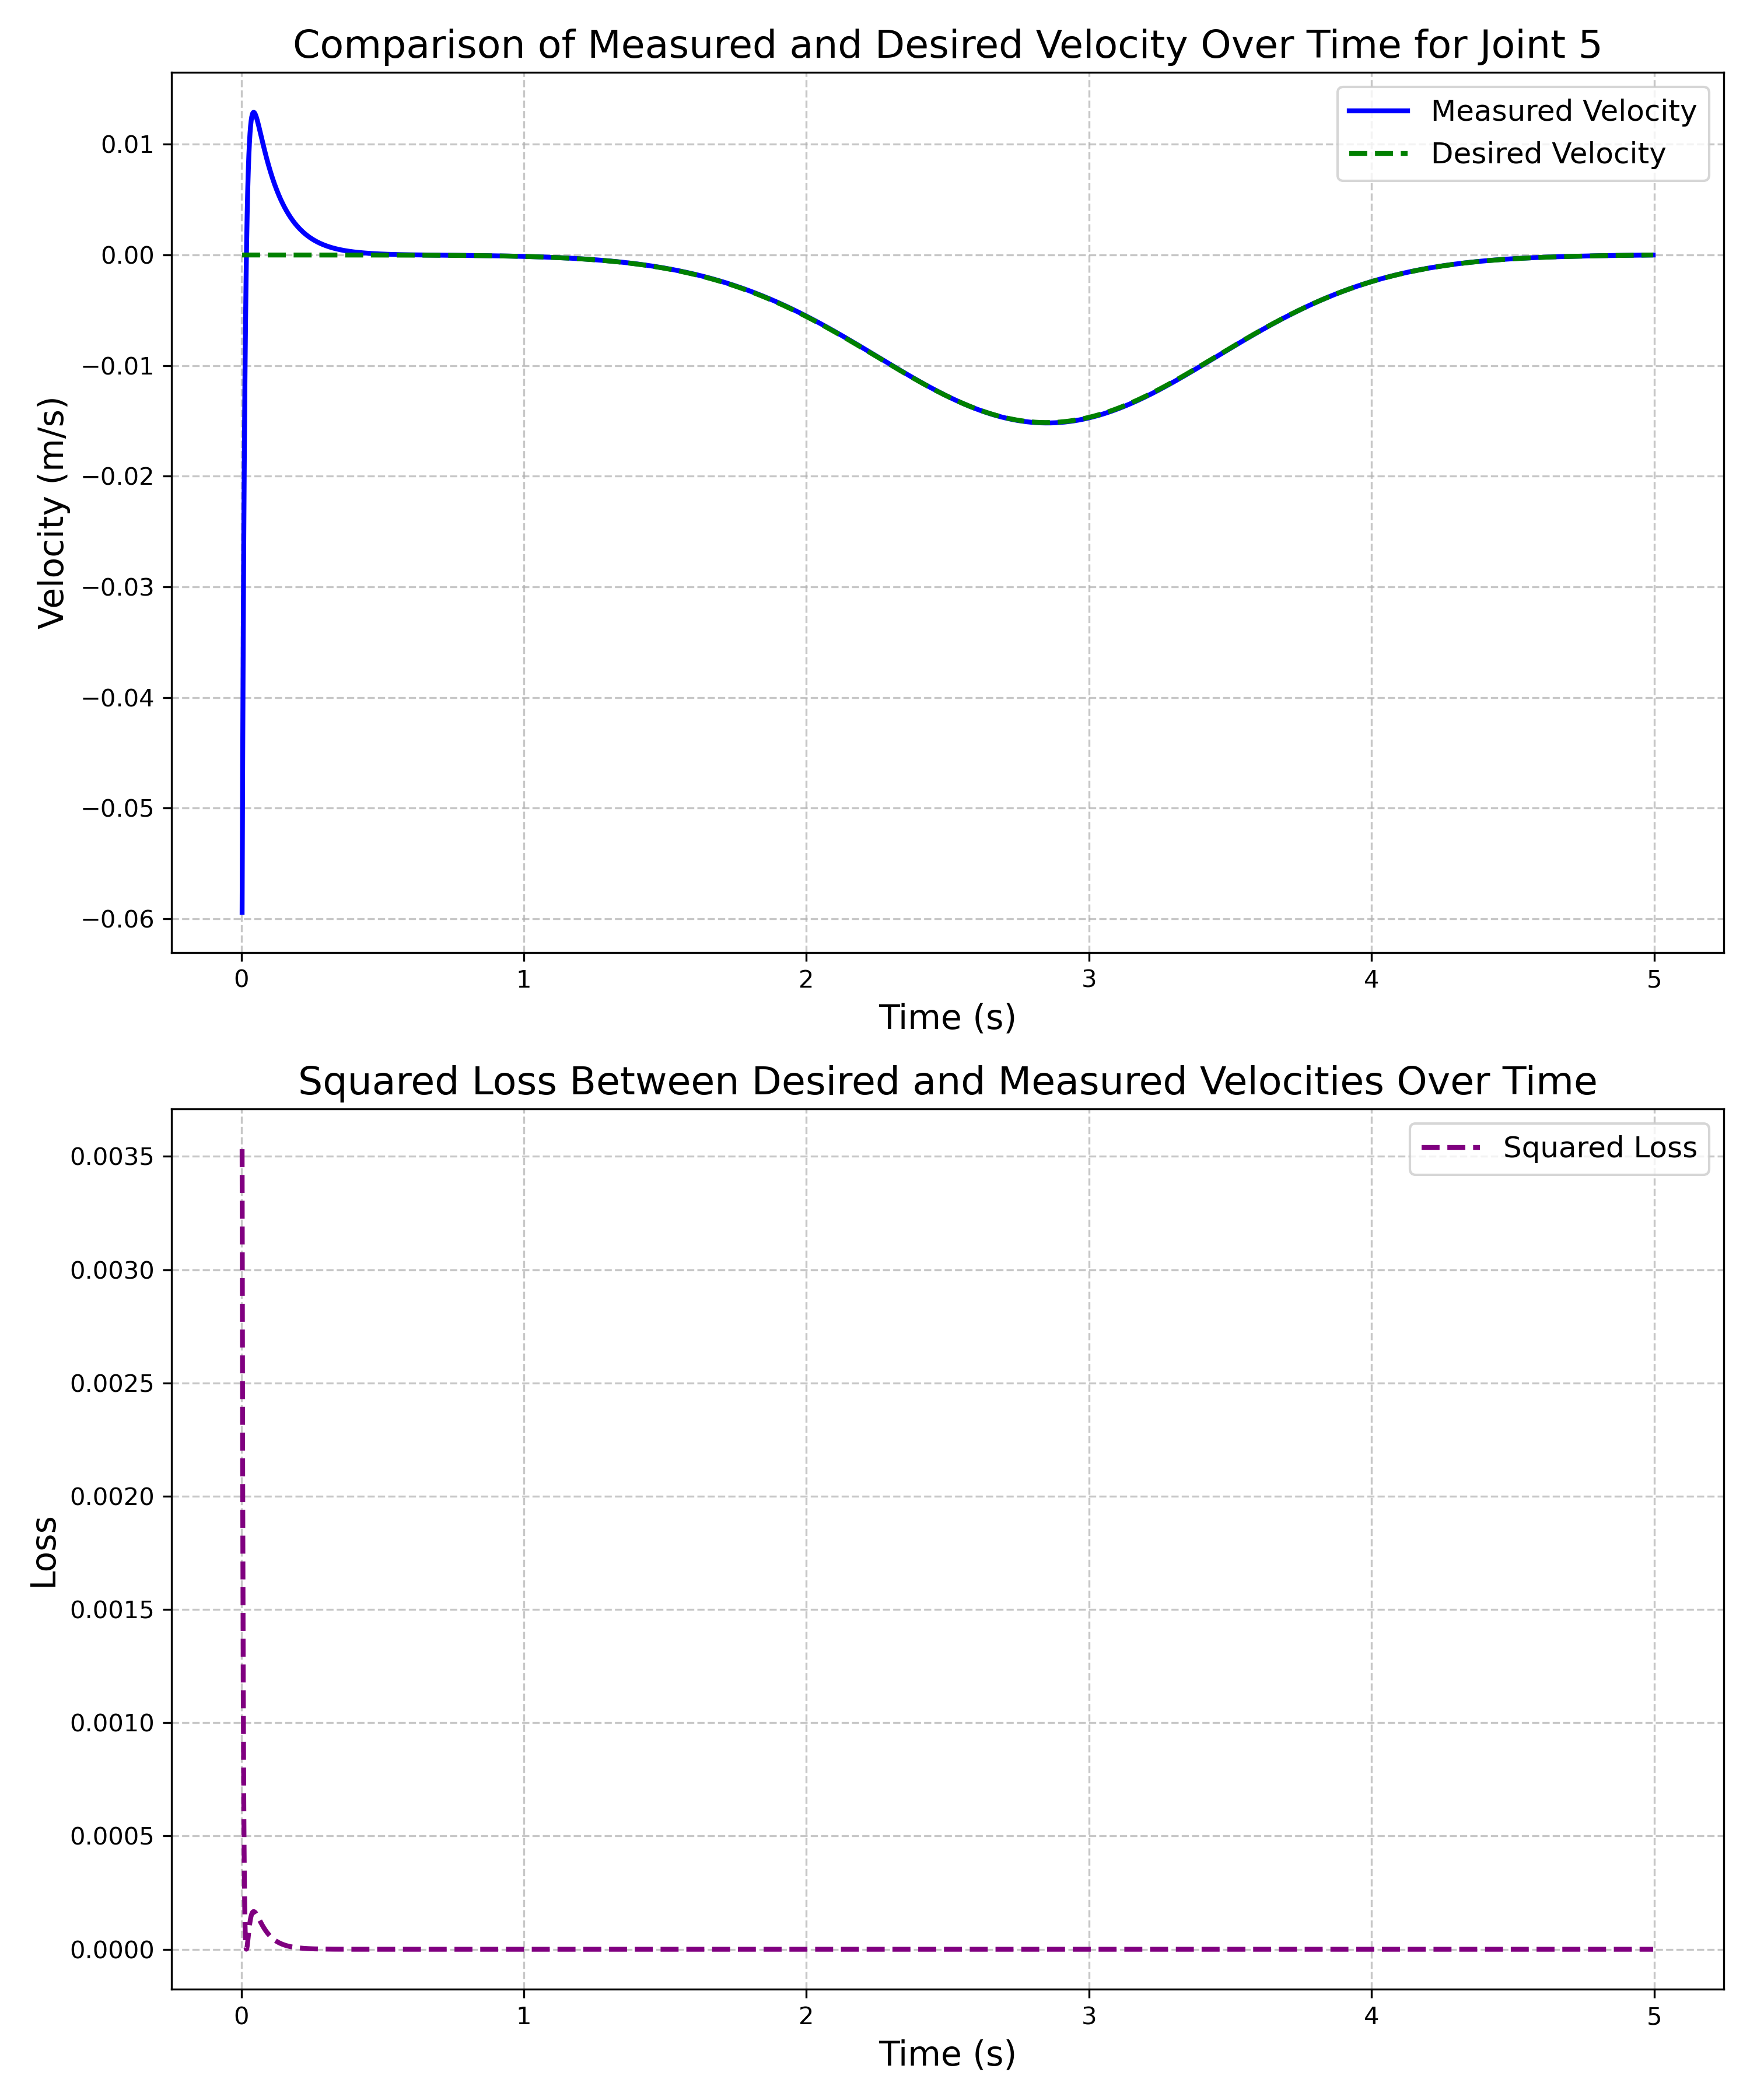 Comparison of Measured and Desired Velocity Over Time for Joint 5
Measured Velocity
Desired Velocity
0.01
0.00
−0.01
−0.02
−0.03
−0.04
−0.05
−0.06
Velocity (m/s)
0 1 2 3 4 5
Time (s)
Squared Loss Between Desired and Measured Velocities Over Time
Squared Loss
0.0035
0.0030
0.0025
0.0020
0.0015
0.0010
0.0005
0.0000
Loss
0 1 2 3 4 5
Time (s)